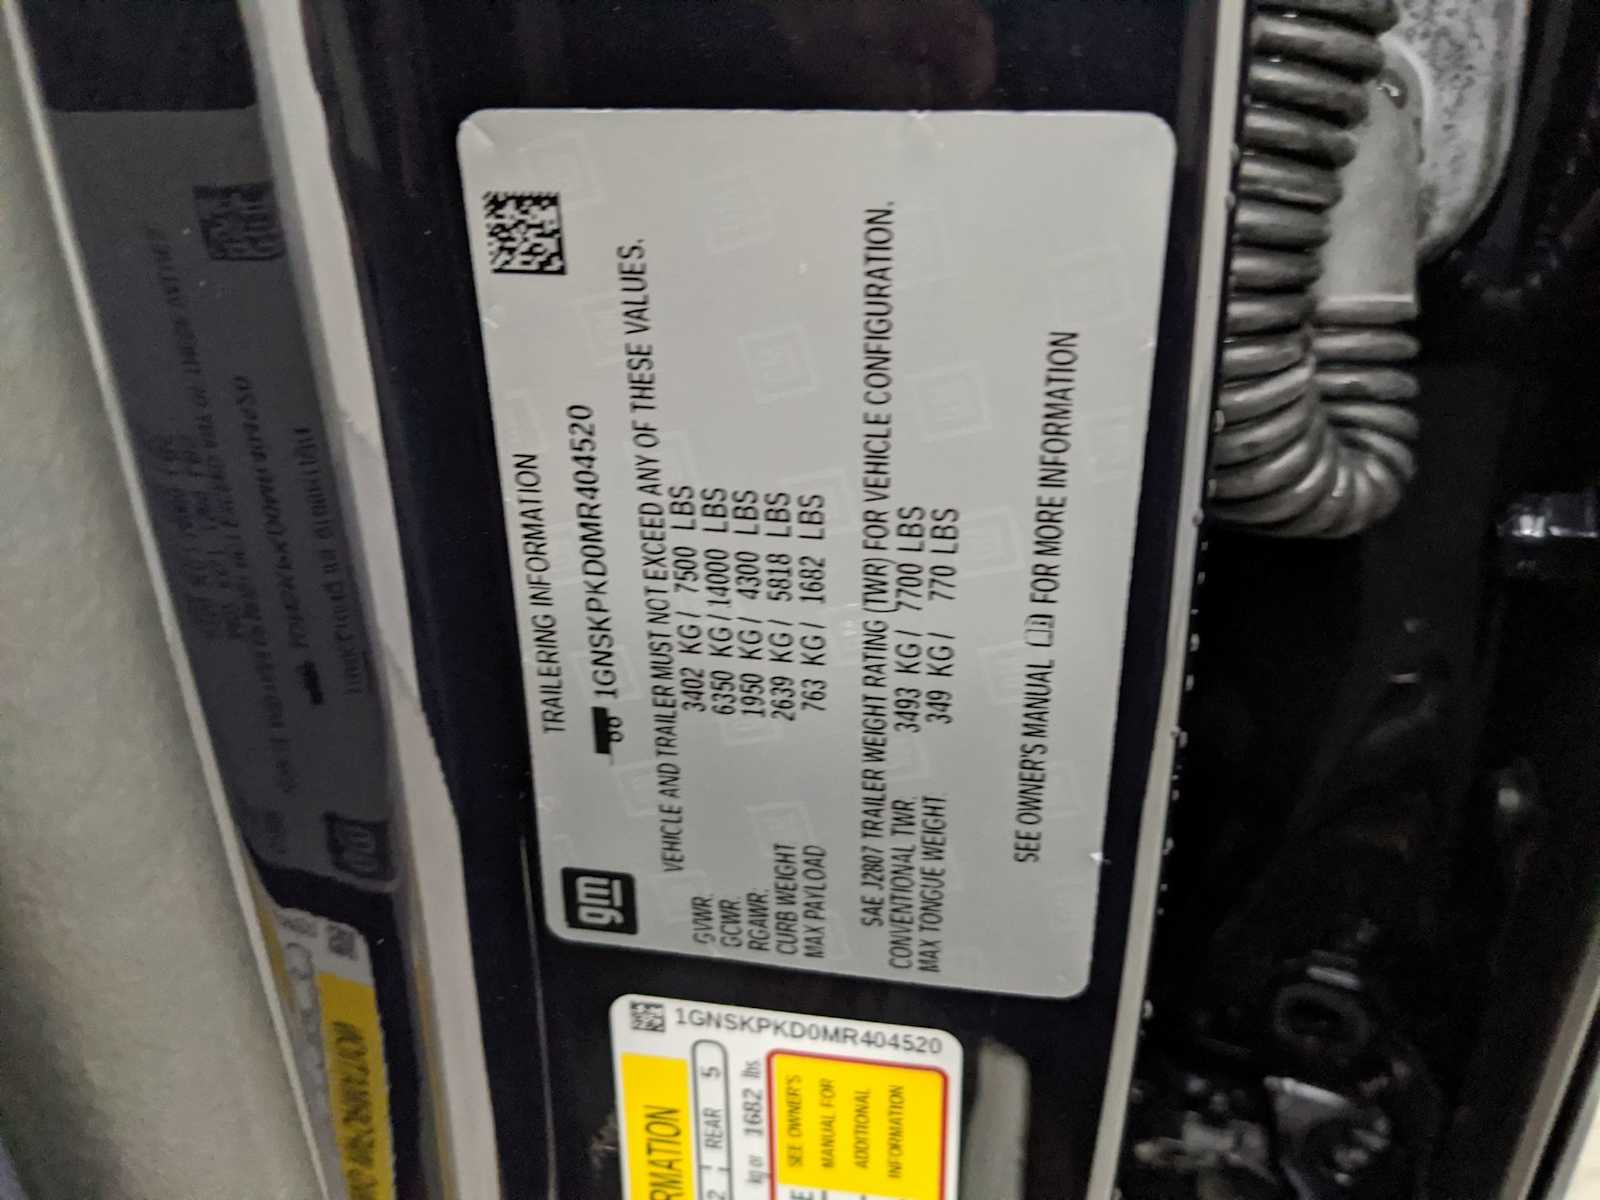 gm
TRAILERING INFORMATION
1GNSKPKD0MR404520
VEHICLE AND TRAILER MUST NOT EXCEED ANY OF THESE VALUES.
GVWR. 3402 KG / 7500 LBS
GCWR. 6350 KG / 14000 LBS
RGAWR. 1950 KG / 4300 LBS
CURB WEIGHT 2639 KG / 5818 LBS
MAX PAYLOAD 763 KG / 1682 LBS
SAE J2807 TRAILER WEIGHT RATING (TWR) FOR VEHICLE CONFIGURATION.
CONVENTIONAL TWR. 3493 KG / 7700 LBS
MAX TONGUE WEIGHT. 349 KG / 770 LBS
SEE OWNER'S MANUAL FOR MORE INFORMATION
1GNSKPKD0MR404520
RMATION
2 REAR 5
kg or 1682 lbs
SEE OWNER'S
MANUAL FOR
ADDITIONAL
INFORMATION